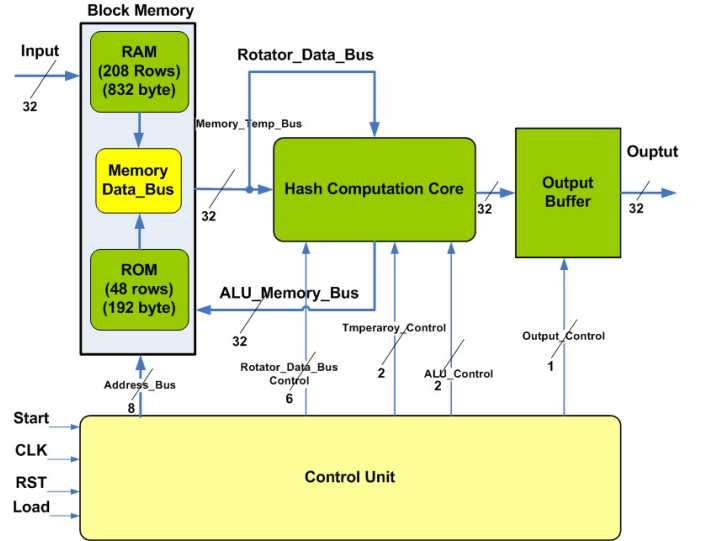 Block Memory
Input
32
RAM
(208 Rows)
(832 byte)
Memory
Data_Bus
ROM
(48 rows)
(192 byte)
Rotator_Data_Bus
Memory_Temp_Bus
32
Hash Computation Core
32
Output
Buffer
Ouptut
32
ALU_Memory_Bus
32
Address_Bus
8
Rotator_Data_Bus
Control
6
Tmperaroy_Control
2
ALU_Control
2
Output_Control
1
Start
CLK
RST
Load
Control Unit